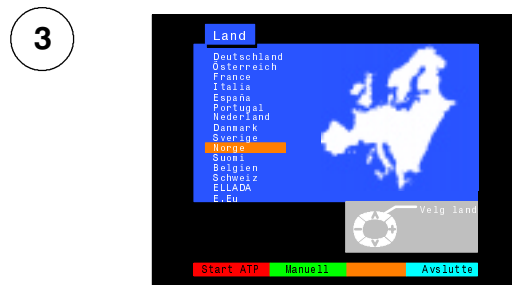 3
Land
Deutschland
Österreich
France
Italia
España
Portugal
Nederland
Danmark
Sverige
Norge
Suomi
Belgien
Schweiz
ELLADA
E.Eu
Velg land
Start ATP Manuell Avslutte